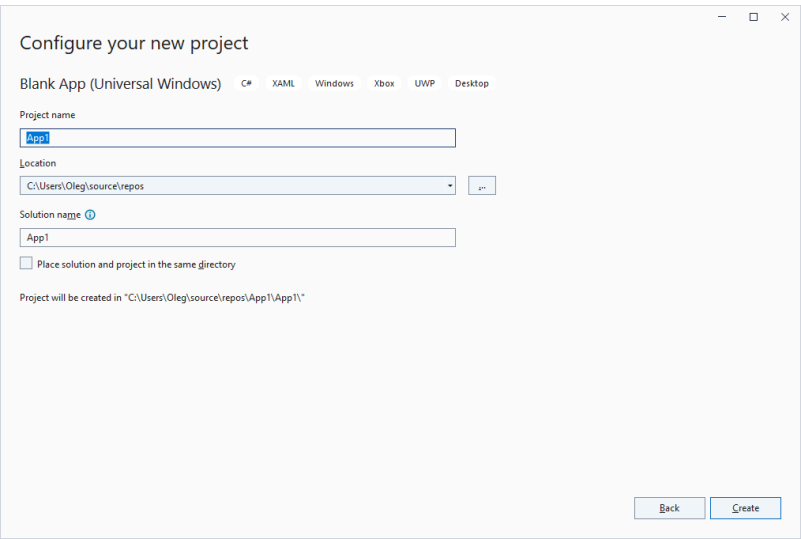 Configure your new project
Blank App (Universal Windows) C# XAML Windows Xbox UWP Desktop
Project name
App1
Location
C:\Users\Oleg\source\repos
...
Solution name
App1
Place solution and project in the same directory
Project will be created in "C:\Users\Oleg\source\repos\App1\App1\"
Back Create